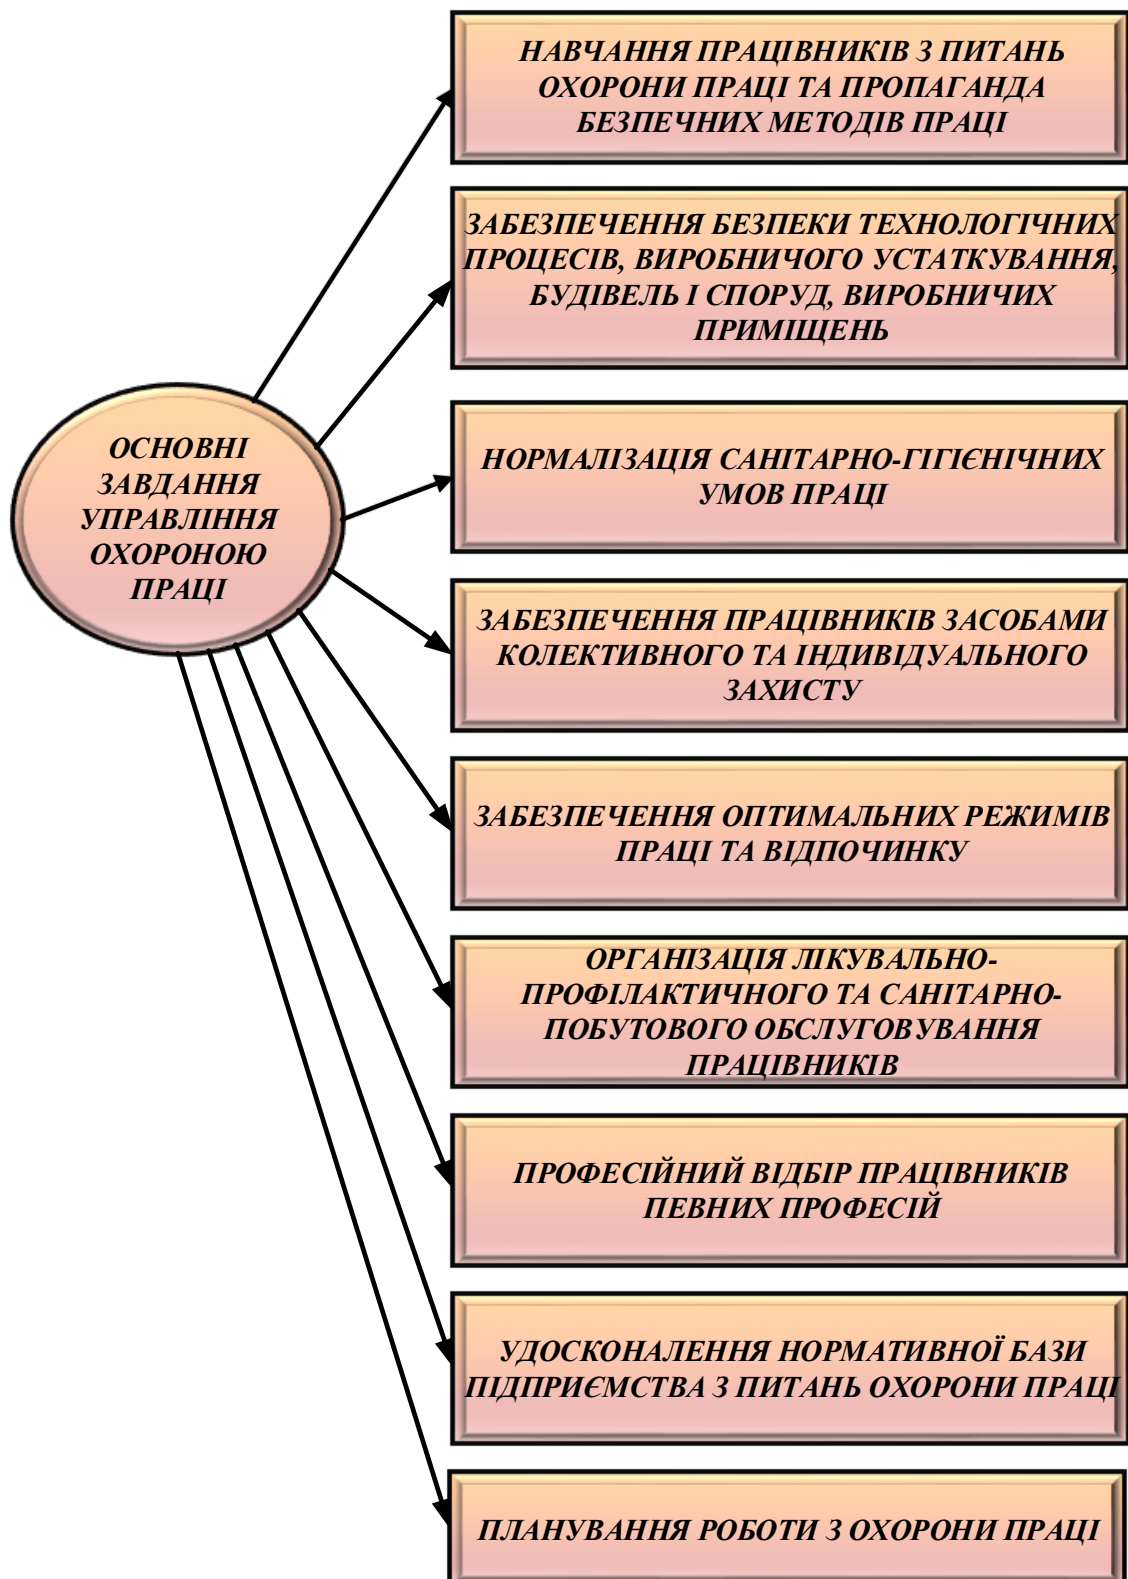 НАВЧАННЯ ПРАЦІВНИКІВ З ПИТАНЬ
ОХОРОНИ ПРАЦІ ТА ПРОПАГАНДА
БЕЗПЕЧНИХ МЕТОДІВ ПРАЦІ
ЗАБЕЗПЕЧЕННЯ БЕЗПЕКИ ТЕХНОЛОГІЧНИХ
ПРОЦЕСІВ, ВИРОБНИЧОГО УСТАТКУВАННЯ,
БУДІВЕЛЬ І СПОРУД, ВИРОБНИЧИХ
ПРИМІЩЕНЬ
ОСНОВНІ
ЗАВДАННЯ
УПРАВЛІННЯ
ОХОРОНОЮ
ПРАЦІ
НОРМАЛІЗАЦІЯ САНІТАРНО-ГІГІЄНІЧНИХ
УМОВ ПРАЦІ
ЗАБЕЗПЕЧЕННЯ ПРАЦІВНИКІВ ЗАСОБАМИ
КОЛЕКТИВНОГО ТА ІНДИВІДУАЛЬНОГО
ЗАХИСТУ
ЗАБЕЗПЕЧЕННЯ ОПТИМАЛЬНИХ РЕЖИМІВ
ПРАЦІ ТА ВІДПОЧИНКУ
ОРГАНІЗАЦІЯ ЛІКУВАЛЬНО-
ПРОФІЛАКТИЧНОГО ТА САНІТАРНО-
ПОБУТОВОГО ОБСЛУГОВУВАННЯ
ПРАЦІВНИКІВ
ПРОФЕСІЙНИЙ ВІДБІР ПРАЦІВНИКІВ
ПЕВНИХ ПРОФЕСІЙ
УДОСКОНАЛЕННЯ НОРМАТИВНОЇ БАЗИ
ПІДПРИЄМСТВА З ПИТАНЬ ОХОРОНИ ПРАЦІ
ПЛАНУВАННЯ РОБОТИ З ОХОРОНИ ПРАЦІ